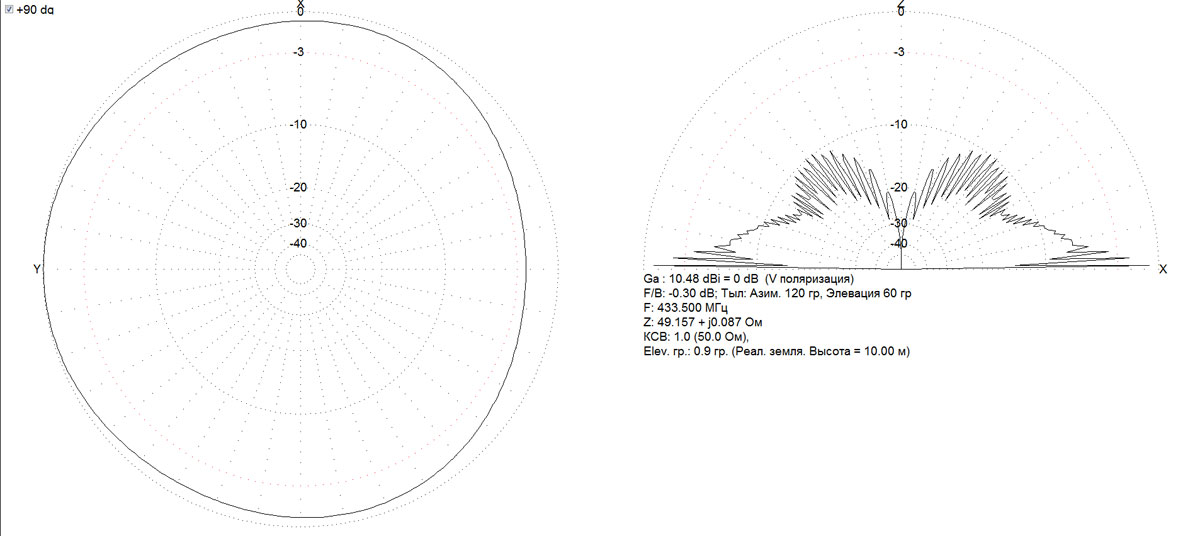 +90 dg
X
0
-3
-10
-20
-30
-40
Y
Z
0
-3
-10
-20
-30
-40
X
Ga : 10.48 dBi = 0 dB (V поляризация)
F/B: -0.30 dB; Тыл: Азим. 120 гр, Элевация 60 гр
F: 433.500 МГц
Z: 49.157 + j0.087 Ом
КСВ: 1.0 (50.0 Ом),
Elev. гр.: 0.9 гр. (Реал. земля. Высота = 10.00 м)